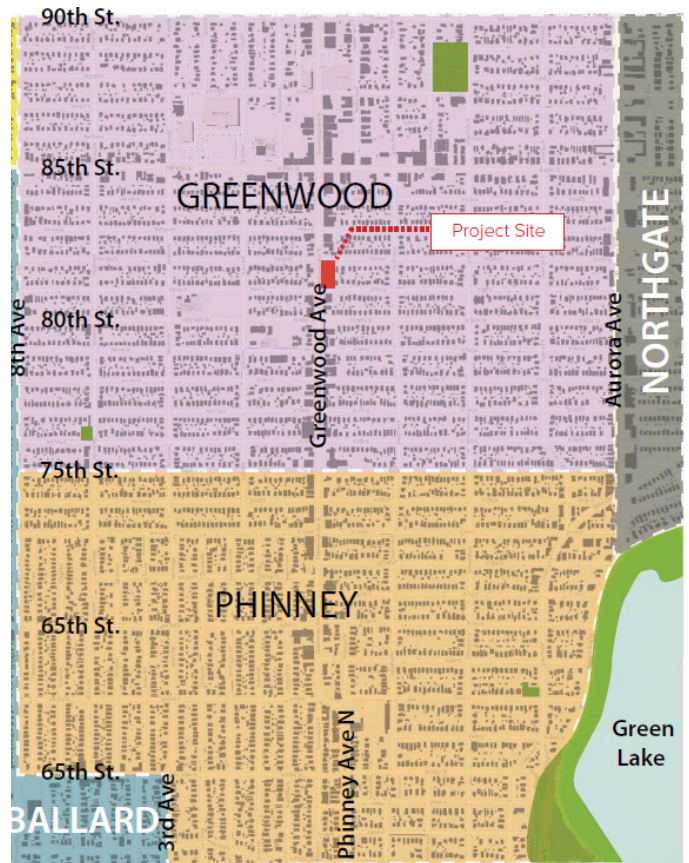 90th St.
85th St.
GREENWOOD
Project Site
NORTHGATE
80th St.
8th Ave
Greenwood Ave
Aurora Ave
75th St.
PHINNEY
65th St.
Green
Lake
Phinney Ave N
65th St.
3rd Ave
BALLARD